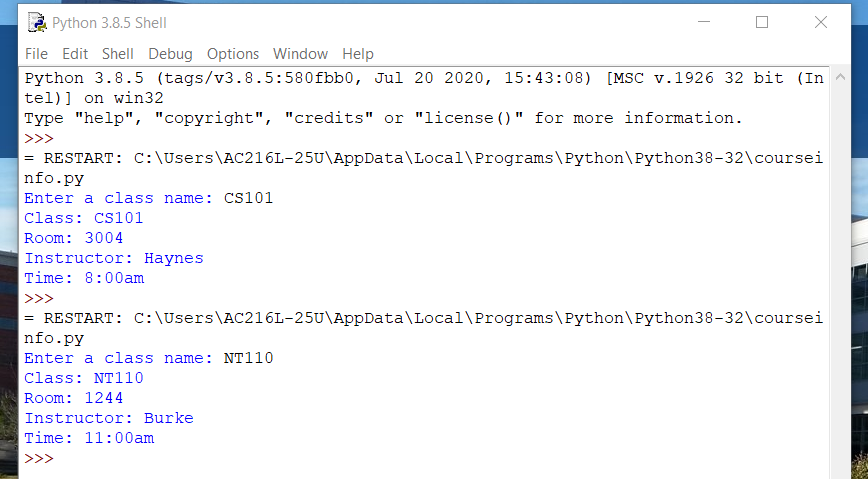 Python 3.8.5 Shell
File Edit Shell Debug Options Window Help
Python 3.8.5 (tags/v3.8.5:580fbb0, Jul 20 2020, 15:43:08) [MSC v.1926 32 bit (In
tel)] on win32
Type "help", "copyright", "credits" or "license()" for more information.
>>>
= RESTART: C:\Users\AC216L-25U\AppData\Local\Programs\Python\Python38-32\coursei
nfo.py
Enter a class name: CS101
Class: CS101
Room: 3004
Instructor: Haynes
Time: 8:00am
>>>
= RESTART: C:\Users\AC216L-25U\AppData\Local\Programs\Python\Python38-32\coursei
nfo.py
Enter a class name: NT110
Class: NT110
Room: 1244
Instructor: Burke
Time: 11:00am
>>>